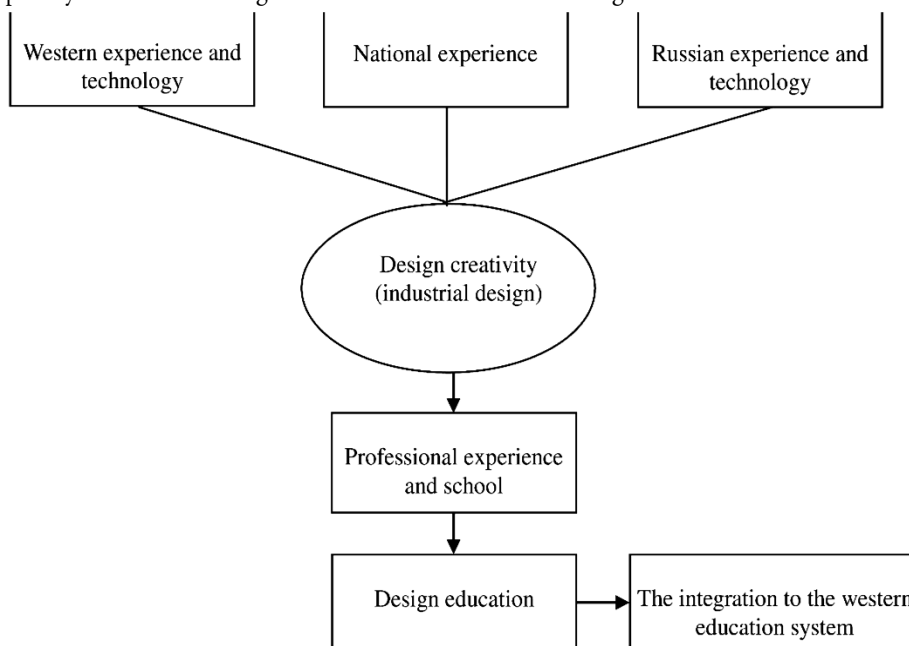 Western experience and
technology
National experience
Russian experience and
technology
Design creativity
(industrial design)
Professional experience
and school
Design education
The integration to the western
education system